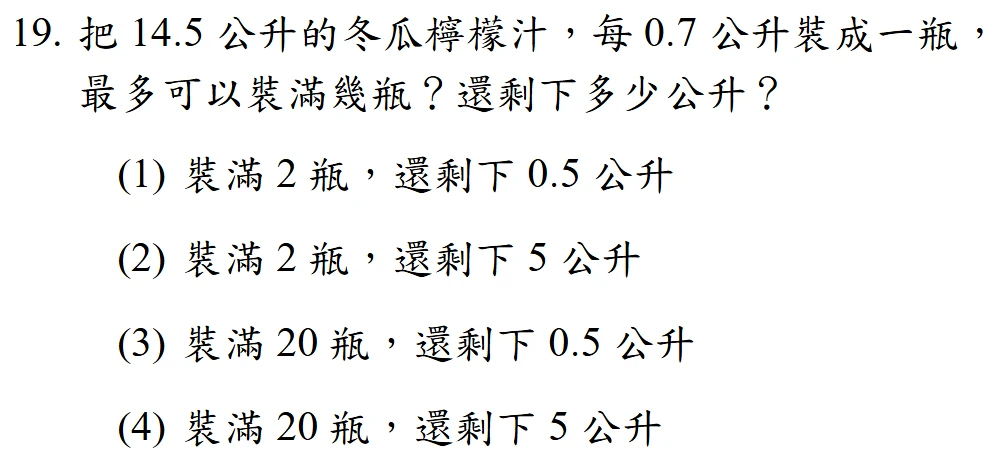 19. 把 14.5 公升的冬瓜檸檬汁，每 0.7 公升裝成一瓶，
最多可以裝滿幾瓶？還剩下多少公升？
(1) 裝滿 2 瓶，還剩下 0.5 公升
(2) 裝滿 2 瓶，還剩下 5 公升
(3) 裝滿 20 瓶，還剩下 0.5 公升
(4) 裝滿 20 瓶，還剩下 5 公升